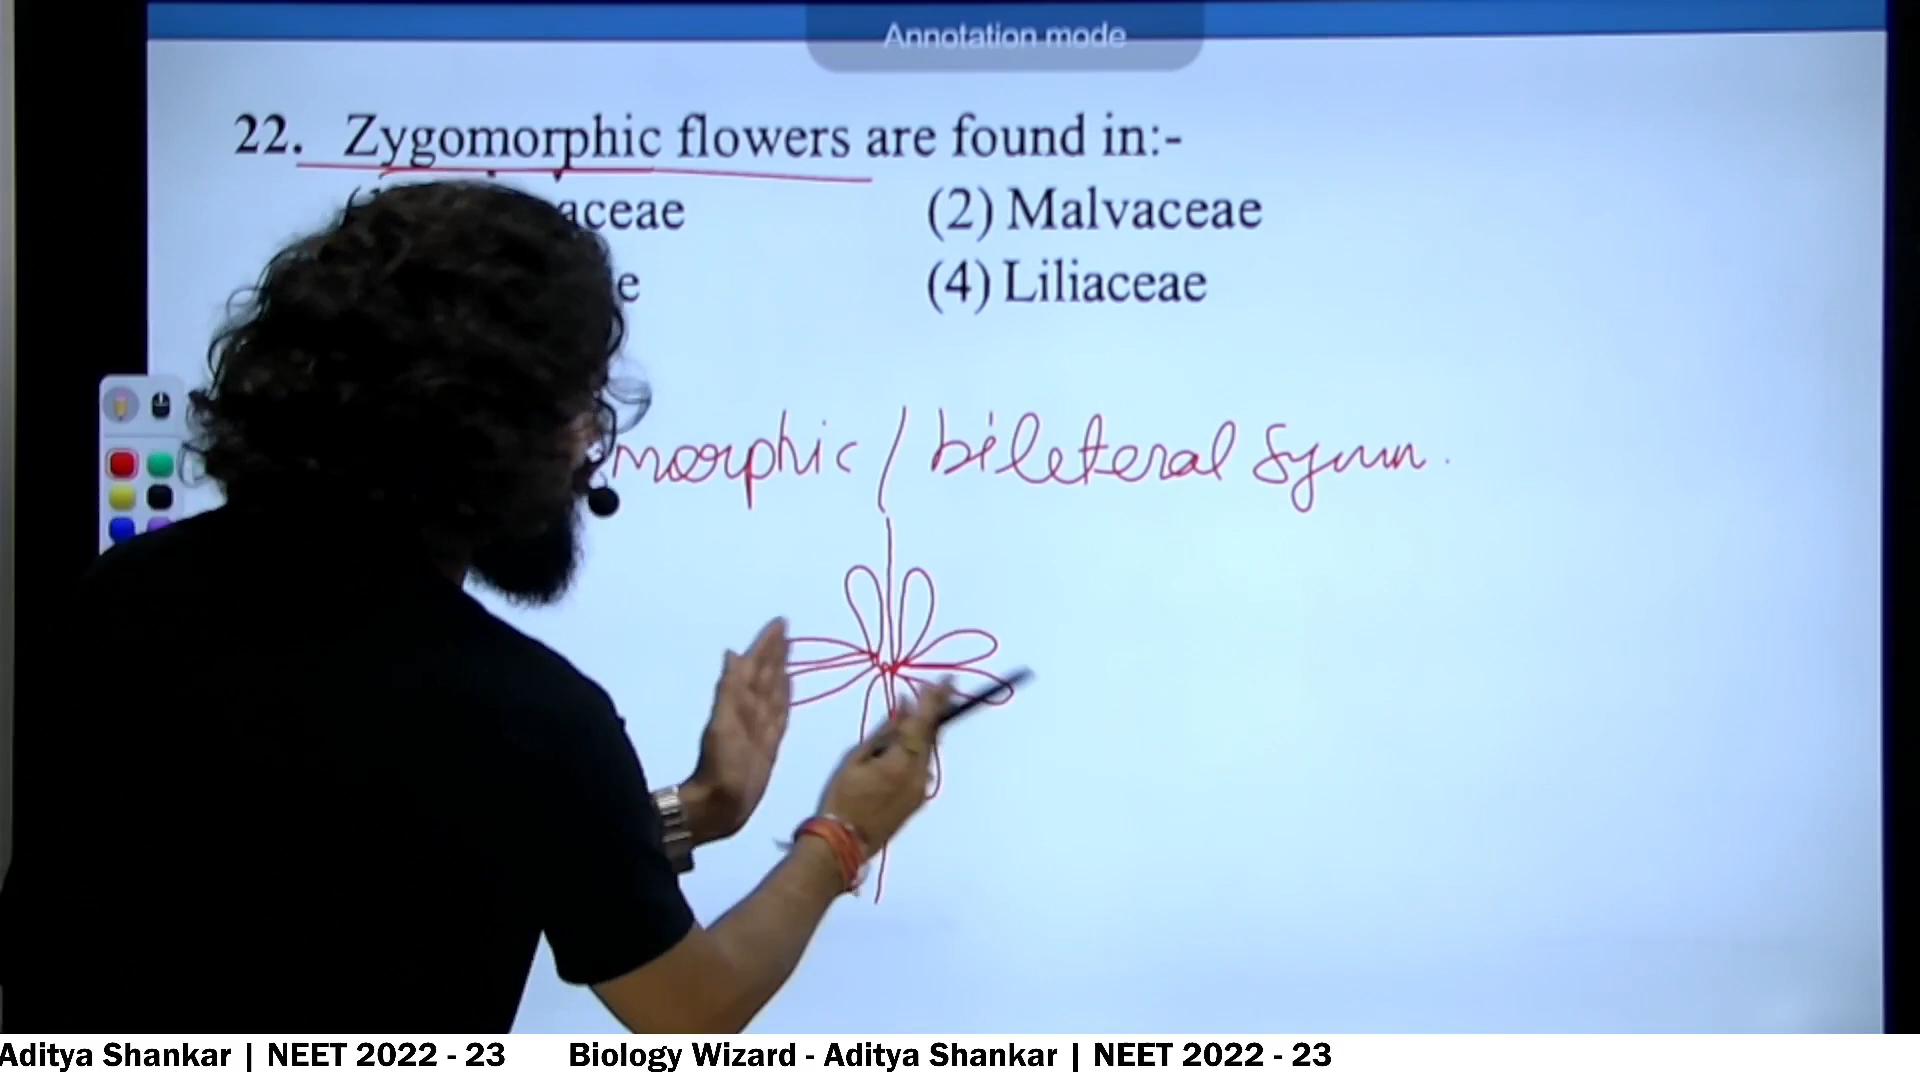 Annotation mode
22. Zygomorphic flowers are found in:-
aceae (2) Malvaceae
e (4) Liliaceae
morphic / bileteral Symm.
Aditya Shankar | NEET 2022 - 23 Biology Wizard - Aditya Shankar | NEET 2022 - 23